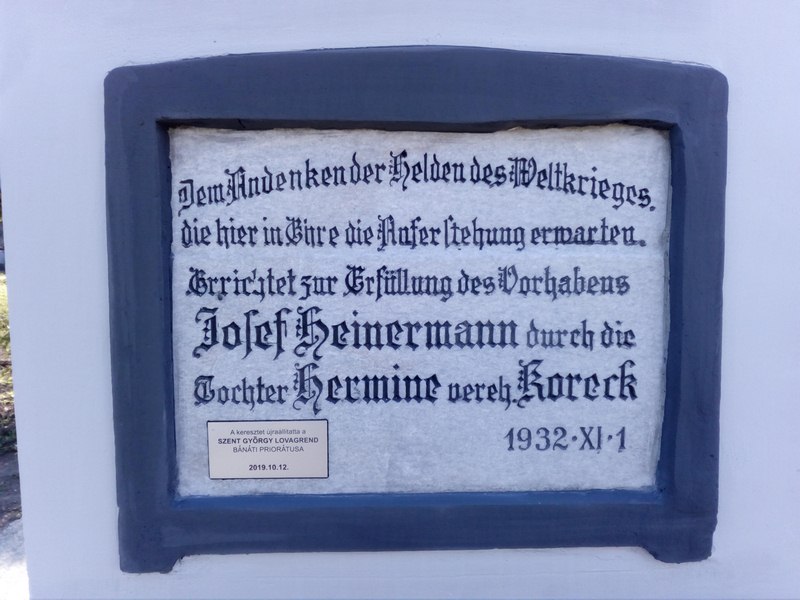 Dem Andenken der Helden des Weltkrieges.
die hier in Ehre die Auferstehung erwarten.
Errichtet zur Erfüllung des Vorhabens
Josef Heinermann durch die
Tochter Hermine vereh. Koreck
1932·XI·1
A keresztet újraállította a
SZENT GYÖRGY LOVAGREND
BÁNÁTI PRIORÁTUSA
2019.10.12.